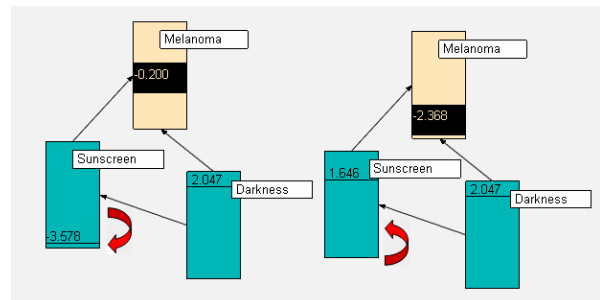 Melanoma
-0.200
Sunscreen
2.047
Darkness
-3.578
Melanoma
-2.368
1.646
Sunscreen
2.047
Darkness